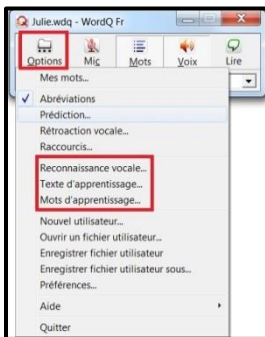 Julie.wdq - WordQ Fr
Options Mic Mots Voix Lire
Mes mots...
Abréviations
Prédiction...
Rétroaction vocale...
Raccourcis...
Reconnaissance vocale...
Texte d'apprentissage...
Mots d'apprentissage...
Nouvel utilisateur...
Ouvrir un fichier utilisateur...
Enregistrer fichier utilisateur
Enregistrer fichier utilisateur sous...
Préférences...
Aide
Quitter